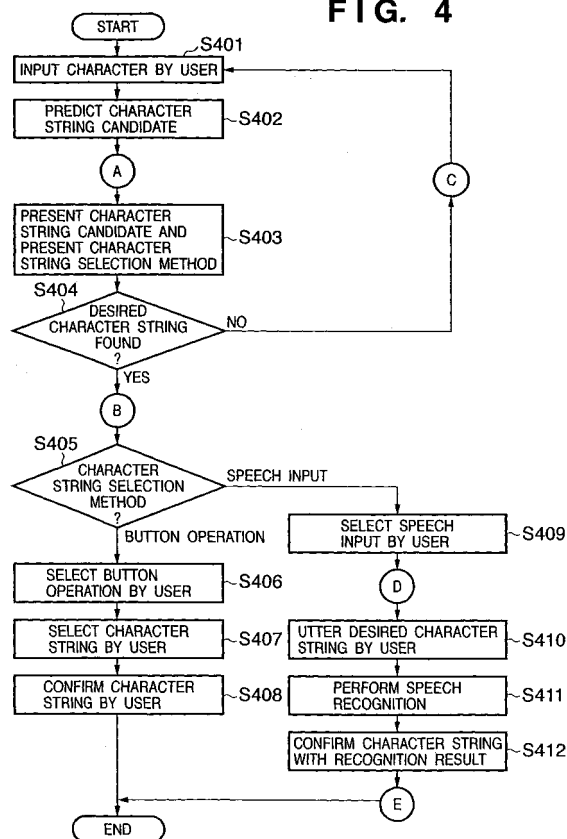 FIG. 4
START
S401
INPUT CHARACTER BY USER
PREDICT CHARACTER
STRING CANDIDATE
S402
A
C
PRESENT CHARACTER
STRING CANDIDATE AND
PRESENT CHARACTER
STRING SELECTION METHOD
S403
S404
DESIRED
CHARACTER STRING
FOUND
?
NO
YES
B
S405
CHARACTER
STRING SELECTION
METHOD
?
SPEECH INPUT
BUTTON OPERATION
SELECT BUTTON
OPERATION BY USER
S406
SELECT CHARACTER
STRING BY USER
S407
CONFIRM CHARACTER
STRING BY USER
S408
SELECT SPEECH
INPUT BY USER
S409
D
UTTER DESIRED CHARACTER
STRING BY USER
S410
PERFORM SPEECH
RECOGNITION
S411
CONFIRM CHARACTER STRING
WITH RECOGNITION RESULT
S412
E
END